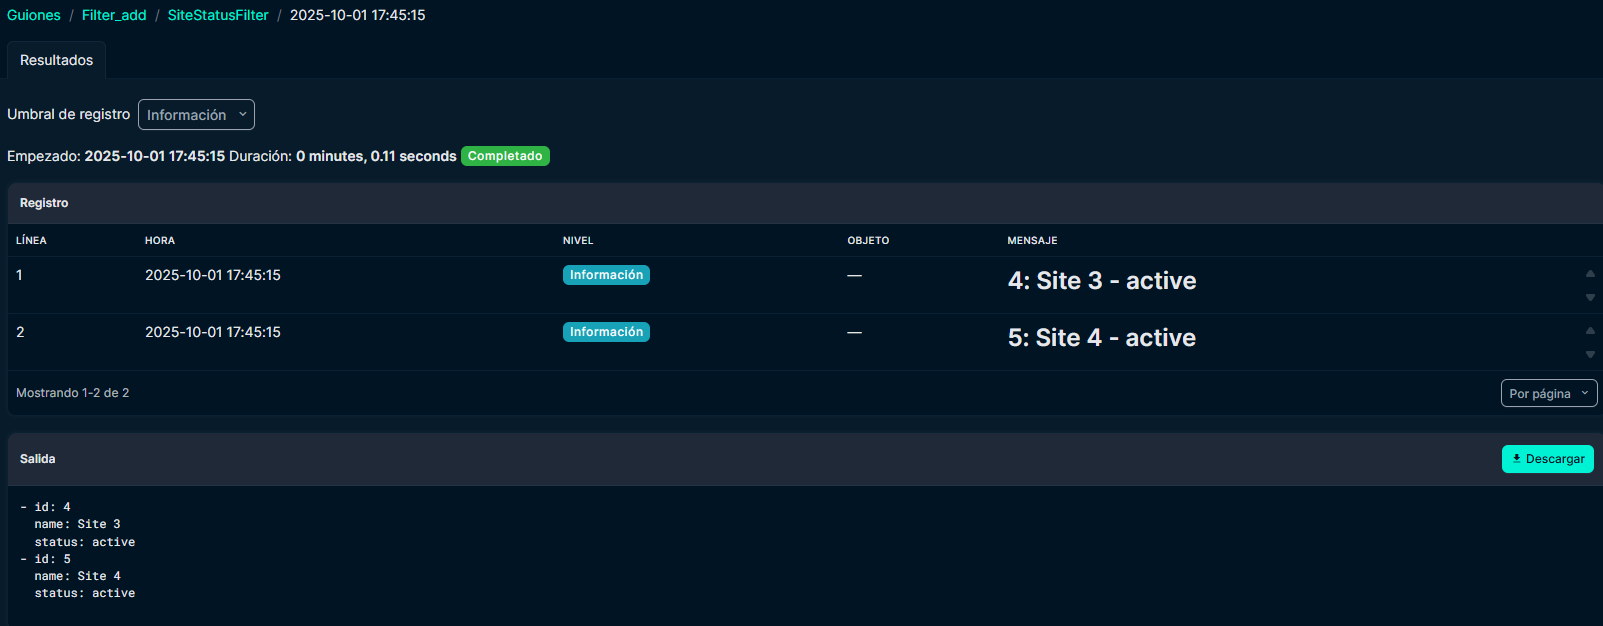 Guiones / Filter_add / SiteStatusFilter / 2025-10-01 17:45:15
Resultados
Umbral de registro Información
Empezado: 2025-10-01 17:45:15 Duración: 0 minutes, 0.11 seconds Completado
Registro
LÍNEA HORA NIVEL OBJETO MENSAJE
1 2025-10-01 17:45:15 Información — 4: Site 3 - active
2 2025-10-01 17:45:15 Información — 5: Site 4 - active
Mostrando 1-2 de 2 Por página
Salida Descargar
- id: 4
name: Site 3
status: active
- id: 5
name: Site 4
status: active